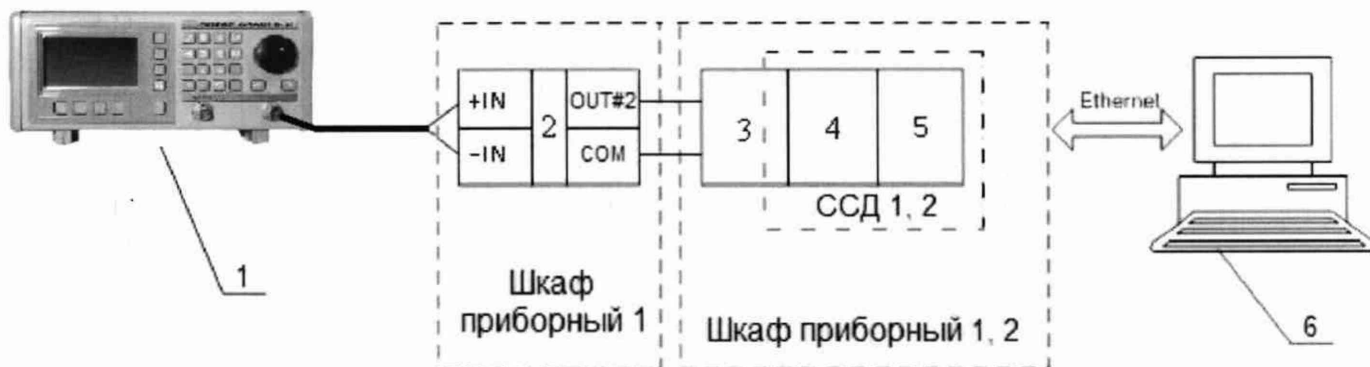 +IN
-IN
2
OUT#2
COM
3
4
5
ССД 1, 2
Ethernet
1
Шкаф
приборный 1
Шкаф приборный 1, 2
6